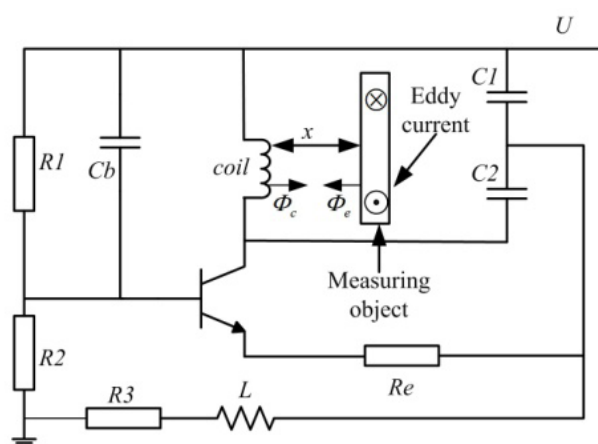 U
C1
Eddy
current
x
R1
Cb
coil
C2
Φc
Φe
Measuring
object
R2
Re
R3
L